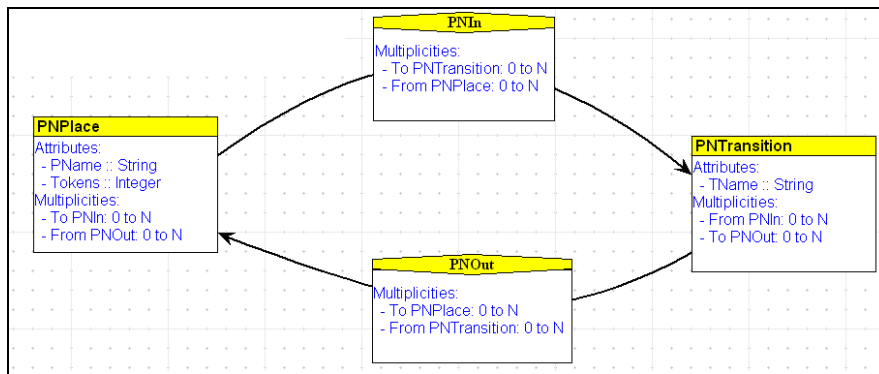 PNIn
Multiplicities:
- To PNTransition: 0 to N
- From PNPlace: 0 to N
PNPlace
Attributes:
- PName :: String
- Tokens :: Integer
Multiplicities:
- To PNIn: 0 to N
- From PNOut: 0 to N
PNTransition
Attributes:
- TName :: String
Multiplicities:
- From PNIn: 0 to N
- To PNOut: 0 to N
PNOut
Multiplicities:
- To PNPlace: 0 to N
- From PNTransition: 0 to N